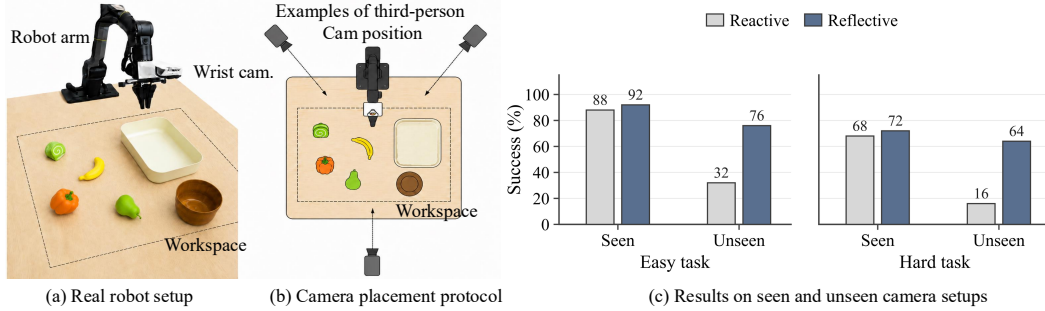 Robot arm
Wrist cam.
Workspace
(a) Real robot setup
Examples of third-person
Cam position
Workspace
(b) Camera placement protocol
Reactive
Reflective
Success (%)
100
80
60
40
20
0
88
92
32
76
Seen
Unseen
Easy task
68
72
16
64
Seen
Unseen
Hard task
(c) Results on seen and unseen camera setups